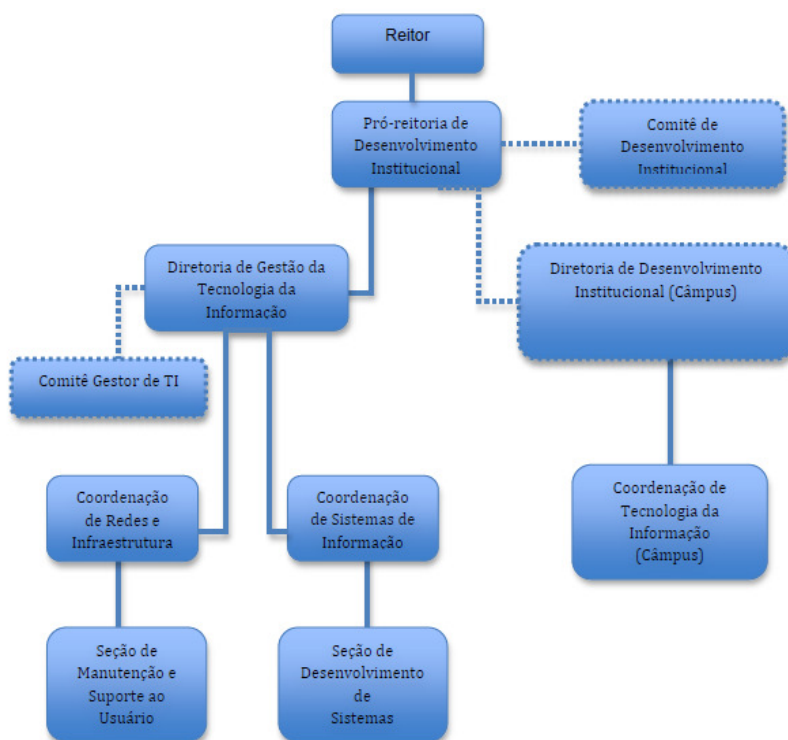 Reitor
Pró-reitoria de
Desenvolvimento
Institucional
Comitê de
Desenvolvimento
Institucional
Diretoria de Gestão da
Tecnologia da
Informação
Diretoria de Desenvolvimento
Institucional (Câmpus)
Comitê Gestor de TI
Coordenação
de Redes e
Infraestrutura
Coordenação
de Sistemas de
Informação
Coordenação de
Tecnologia da
Informação
(Câmpus)
Seção de
Manutenção e
Suporte ao
Usuário
Seção de
Desenvolvimento
de
Sistemas